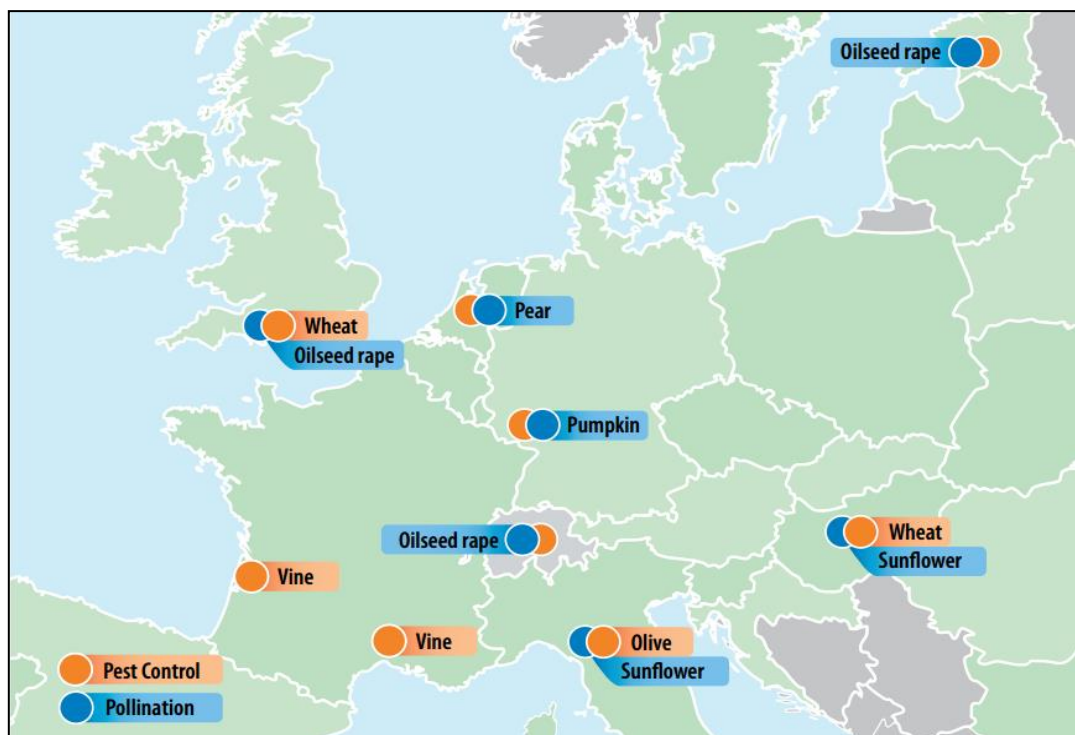 Oilseed rape
Pear
Wheat
Oilseed rape
Pumpkin
Oilseed rape
Wheat
Sunflower
Vine
Vine
Olive
Sunflower
Pest Control
Pollination